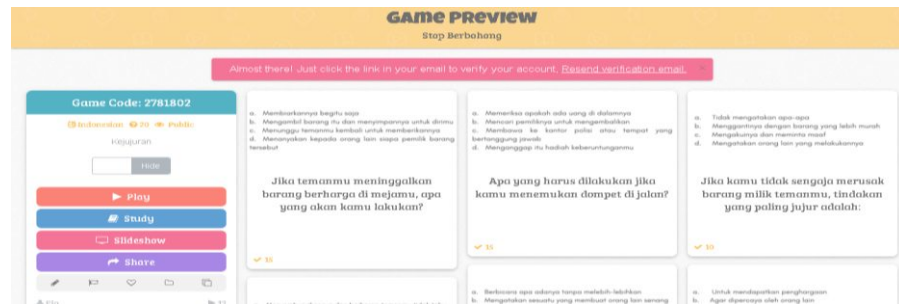 GAME PREVIEW
Stop Berbohong
Almost there! Just click the link in your email to verify your account. Resend verification email.
Game Code: 2781802
Indonesian 20 Public
Kejujuran
Hide
Play
Study
Slideshow
Share
a. Membiarkannya begitu saja
b. Mengambil barang itu dan menyimpannya untuk dirimu
c. Menunggu temanmu kembali untuk memberikannya
d. Menanyakan kepada orang lain siapa pemilik barang
tersebut
Jika temanmu meninggalkan
barang berharga di mejamu, apa
yang akan kamu lakukan?
15
a. Memeriksa apakah ada uang di dalamnya
b. Mencari pemiliknya untuk mengembalikan
c. Membawa ke kantor polisi atau tempat yang
bertanggung jawab
d. Menganggap itu hadiah keberuntunganmu
Apa yang harus dilakukan jika
kamu menemukan dompet di jalan?
15
a. Tidak mengatakan apa-apa
b. Menggantinya dengan barang yang lebih murah
c. Mengakuinya dan meminta maaf
d. Mengatakan orang lain yang melakukannya
Jika kamu tidak sengaja merusak
barang milik temanmu, tindakan
yang paling jujur adalah:
10
a. Berbicara apa adanya tanpa melebih-lebihkan
b. Mengatakan sesuatu yang membuat orang lain senang
a. Untuk mendapatkan penghargaan
b. Agar dipercaya oleh orang lain